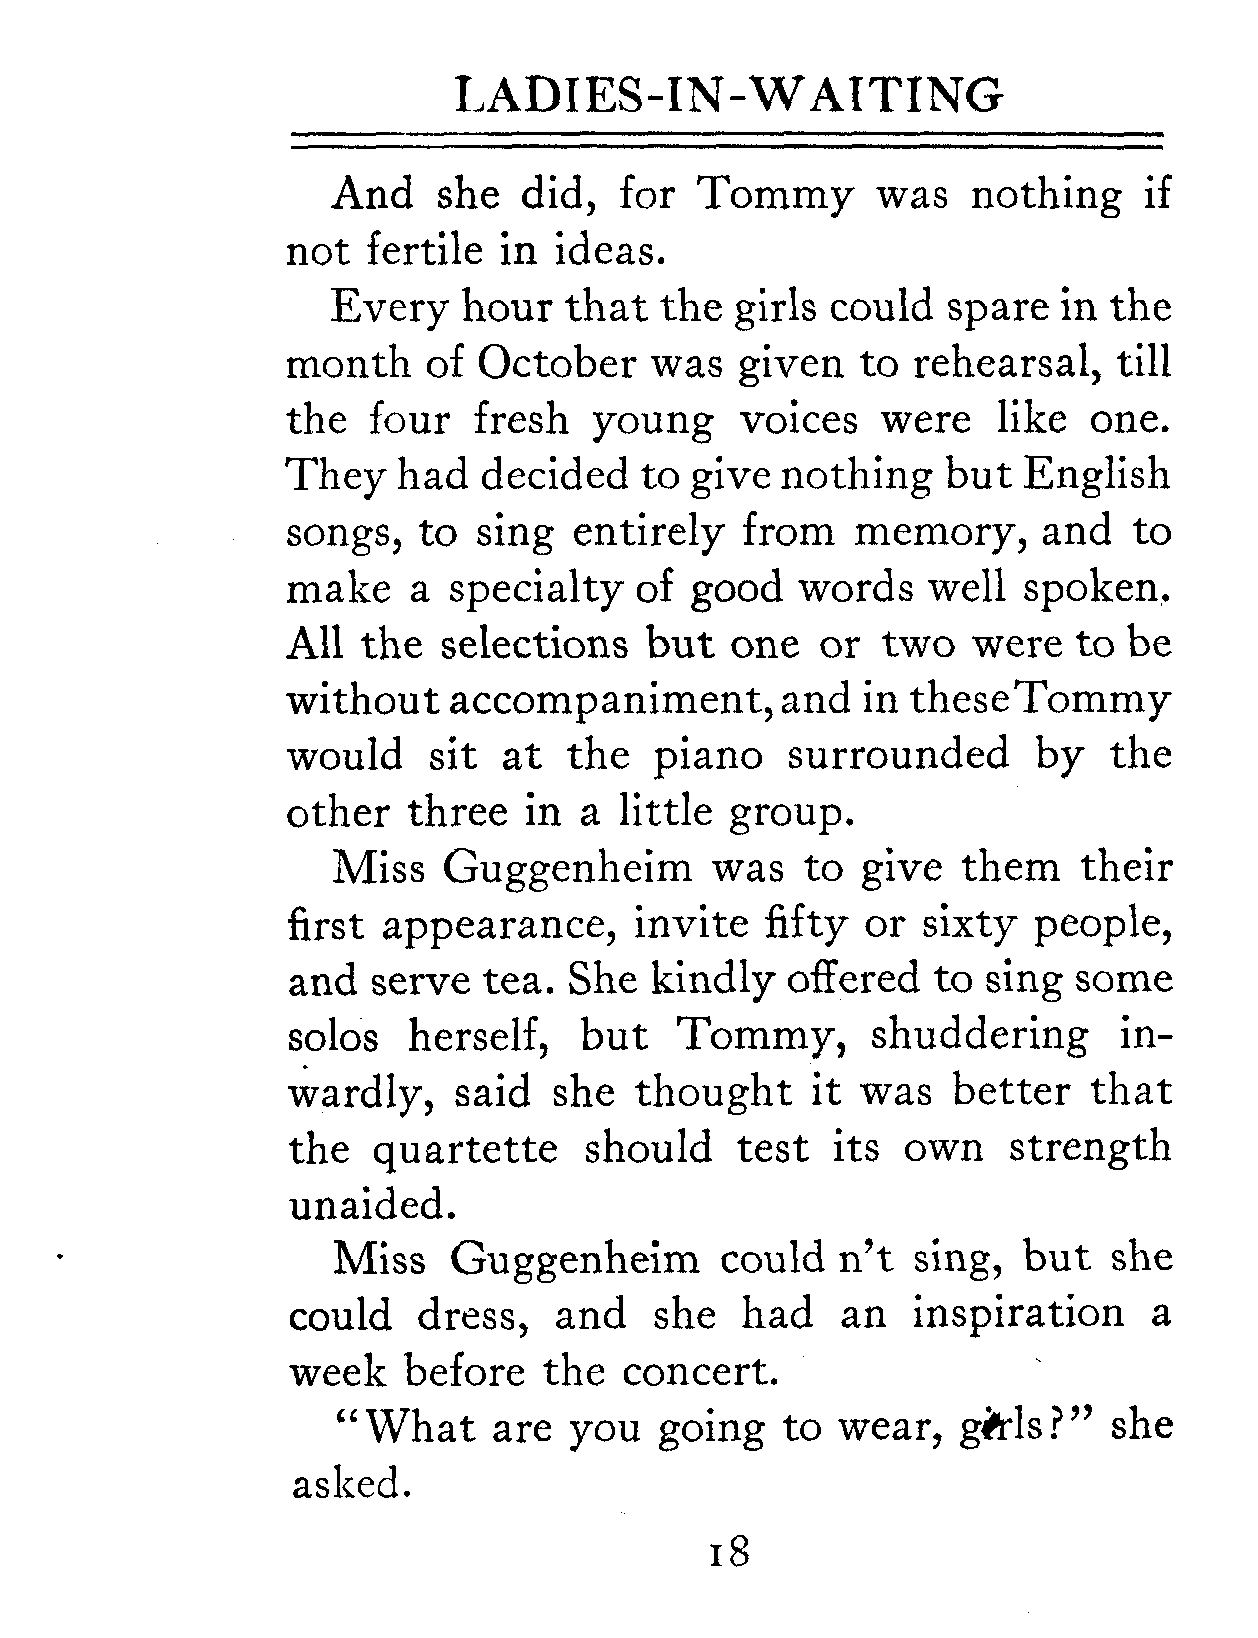 LADIES-IN-WAITING
And she did, for Tommy was nothing if
not fertile in ideas.
Every hour that the girls could spare in the
month of October was given to rehearsal, till
the four fresh young voices were like one.
They had decided to give nothing but English
songs, to sing entirely from memory, and to
make a specialty of good words well spoken.
All the selections but one or two were to be
without accompaniment, and in these Tommy
would sit at the piano surrounded by the
other three in a little group.
Miss Guggenheim was to give them their
first appearance, invite fifty or sixty people,
and serve tea. She kindly offered to sing some
solos herself, but Tommy, shuddering in-
wardly, said she thought it was better that
the quartette should test its own strength
unaided.
Miss Guggenheim could n't sing, but she
could dress, and she had an inspiration a
week before the concert.
"What are you going to wear, girls?" she
asked.
18